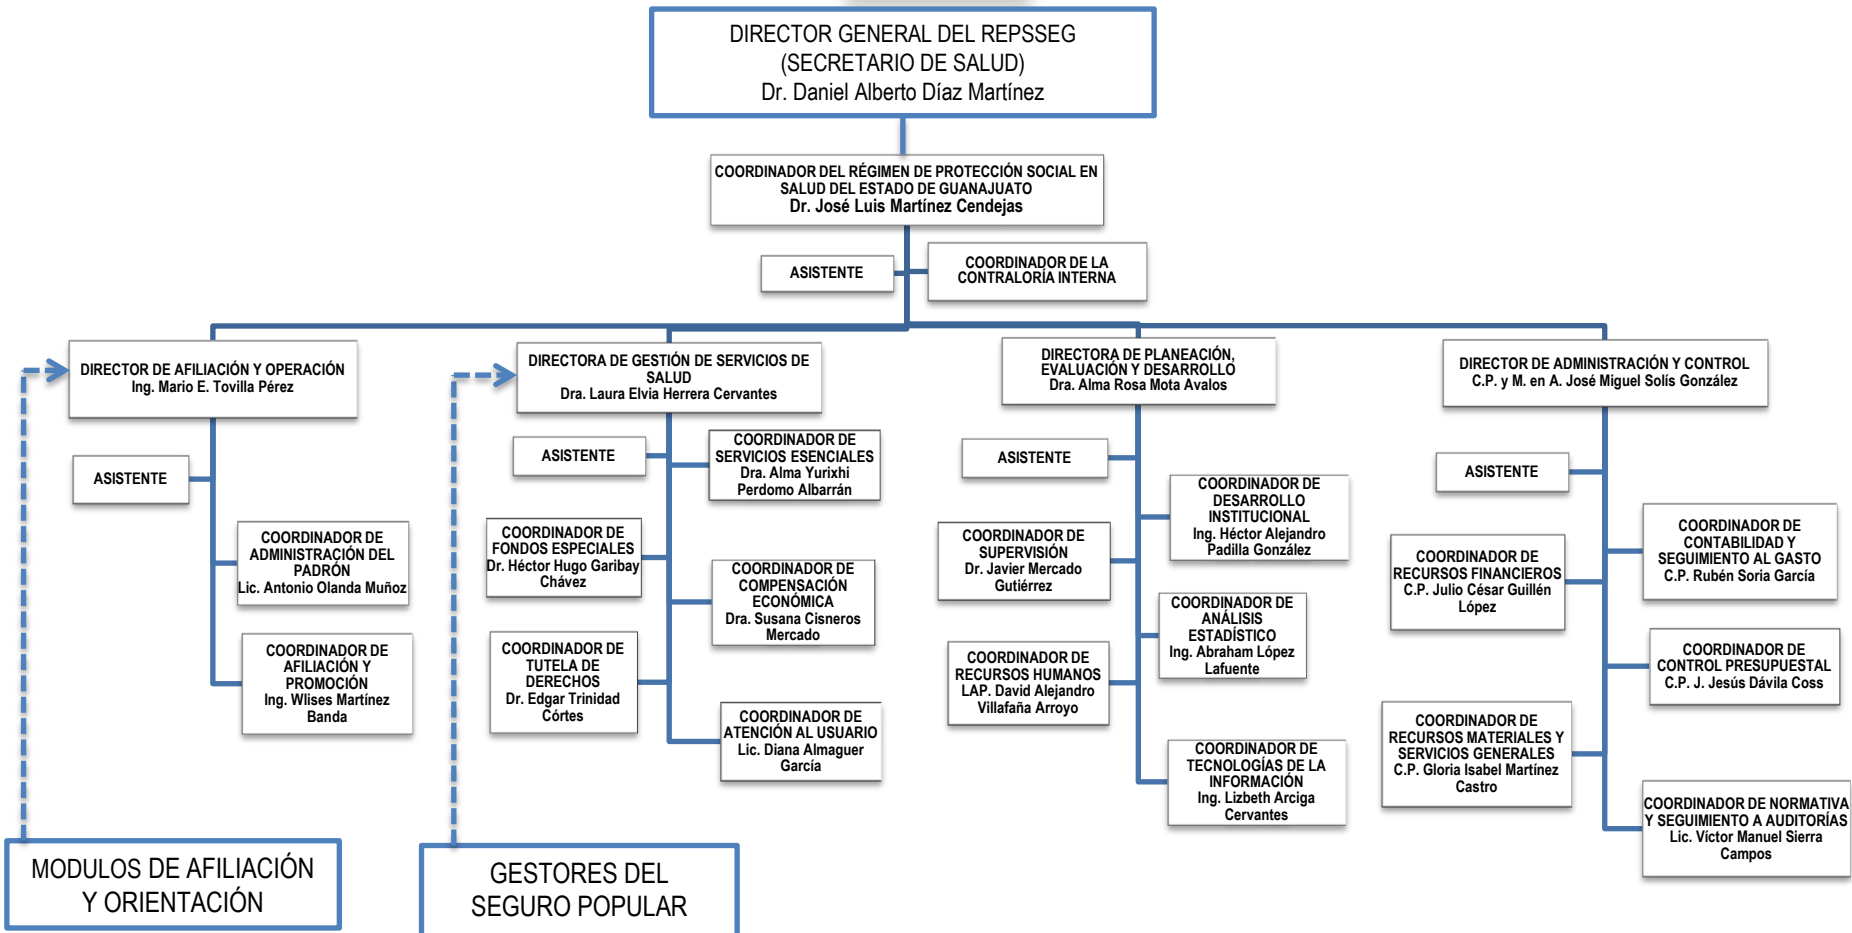 DIRECTOR GENERAL DEL REPSSEG
(SECRETARIO DE SALUD)
Dr. Daniel Alberto Díaz Martínez
COORDINADOR DEL RÉGIMEN DE PROTECCIÓN SOCIAL EN
SALUD DEL ESTADO DE GUANAJUATO
Dr. José Luis Martínez Cendejas
ASISTENTE
COORDINADOR DE LA
CONTRALORÍA INTERNA
DIRECTOR DE AFILIACIÓN Y OPERACIÓN
Ing. Mario E. Tovilla Pérez
ASISTENTE
COORDINADOR DE
ADMINISTRACIÓN DEL
PADRÓN
Lic. Antonio Olanda Muñoz
COORDINADOR DE
AFILIACIÓN Y
PROMOCIÓN
Ing. Wlises Martínez
Banda
MODULOS DE AFILIACIÓN
Y ORIENTACIÓN
DIRECTORA DE GESTIÓN DE SERVICIOS DE
SALUD
Dra. Laura Elvia Herrera Cervantes
ASISTENTE
COORDINADOR DE
SERVICIOS ESENCIALES
Dra. Alma Yurixhi
Perdomo Albarrán
COORDINADOR DE
FONDOS ESPECIALES
Dr. Héctor Hugo Garibay
Chávez
COORDINADOR DE
COMPENSACIÓN
ECONÓMICA
Dra. Susana Cisneros
Mercado
COORDINADOR DE
TUTELA DE
DERECHOS
Dr. Edgar Trinidad
Córtes
COORDINADOR DE
ATENCIÓN AL USUARIO
Lic. Diana Almaguer
García
GESTORES DEL
SEGURO POPULAR
DIRECTORA DE PLANEACIÓN,
EVALUACIÓN Y DESARROLLO
Dra. Alma Rosa Mota Avalos
ASISTENTE
COORDINADOR DE
DESARROLLO
INSTITUCIONAL
Ing. Héctor Alejandro
Padilla González
COORDINADOR DE
SUPERVISIÓN
Dr. Javier Mercado
Gutiérrez
COORDINADOR DE
ANÁLISIS
ESTADÍSTICO
Ing. Abraham López
Lafuente
COORDINADOR DE
RECURSOS HUMANOS
LAP. David Alejandro
Villafaña Arroyo
COORDINADOR DE
TECNOLOGÍAS DE LA
INFORMACIÓN
Ing. Lizbeth Arciga
Cervantes
DIRECTOR DE ADMINISTRACIÓN Y CONTROL
C.P. y M. en A. José Miguel Solís González
ASISTENTE
COORDINADOR DE
CONTABILIDAD Y
SEGUIMIENTO AL GASTO
C.P. Rubén Soria García
COORDINADOR DE
RECURSOS FINANCIEROS
C.P. Julio César Guillén
López
COORDINADOR DE
CONTROL PRESUPUESTAL
C.P. J. Jesús Dávila Coss
COORDINADOR DE
RECURSOS MATERIALES Y
SERVICIOS GENERALES
C.P. Gloria Isabel Martínez
Castro
COORDINADOR DE NORMATIVA
Y SEGUIMIENTO A AUDITORÍAS
Lic. Víctor Manuel Sierra
Campos